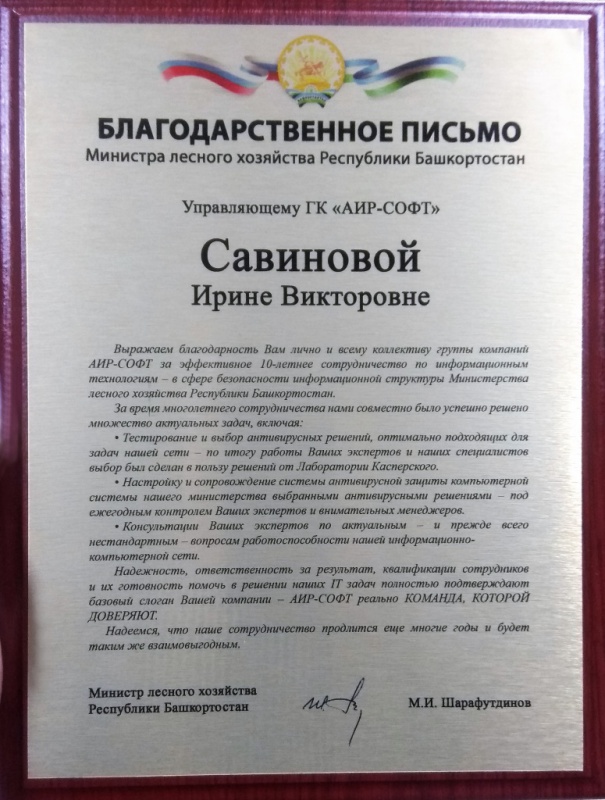 БЛАГОДАРСТВЕННОЕ ПИСЬМО
Министра лесного хозяйства Республики Башкортостан
Управляющему ГК «АИР-СОФТ»
Савиновой
Ирине Викторовне
Выражаем благодарность Вам лично и всему коллективу группы компаний
АИР-СОФТ за эффективное 10-летнее сотрудничество по информационным
технологиям – в сфере безопасности информационной структуры Министерства
лесного хозяйства Республики Башкортостан.
За время многолетнего сотрудничества нами совместно было успешно решено
множество актуальных задач, включая:
• Тестирование и выбор антивирусных решений, оптимально подходящих для
задач нашей сети – по итогу работы Ваших экспертов и наших специалистов
выбор был сделан в пользу решений от Лаборатории Касперского.
• Настройку и сопровождение системы антивирусной защиты компьютерной
системы нашего министерства выбранными антивирусными решениями – под
ежегодным контролем Ваших экспертов и внимательных менеджеров.
• Консультации Ваших экспертов по актуальным – и прежде всего
нестандартным – вопросам работоспособности нашей информационно-
компьютерной сети.
Надежность, ответственность за результат, квалификации сотрудников
и их готовность помочь в решении наших IT задач полностью подтверждают
базовый слоган Вашей компании – АИР-СОФТ реально КОМАНДА, КОТОРОЙ
ДОВЕРЯЮТ.
Надеемся, что наше сотрудничество продлится еще многие годы и будет
таким же взаимовыгодным.
Министр лесного хозяйства
Республики Башкортостан
М.И. Шарафутдинов